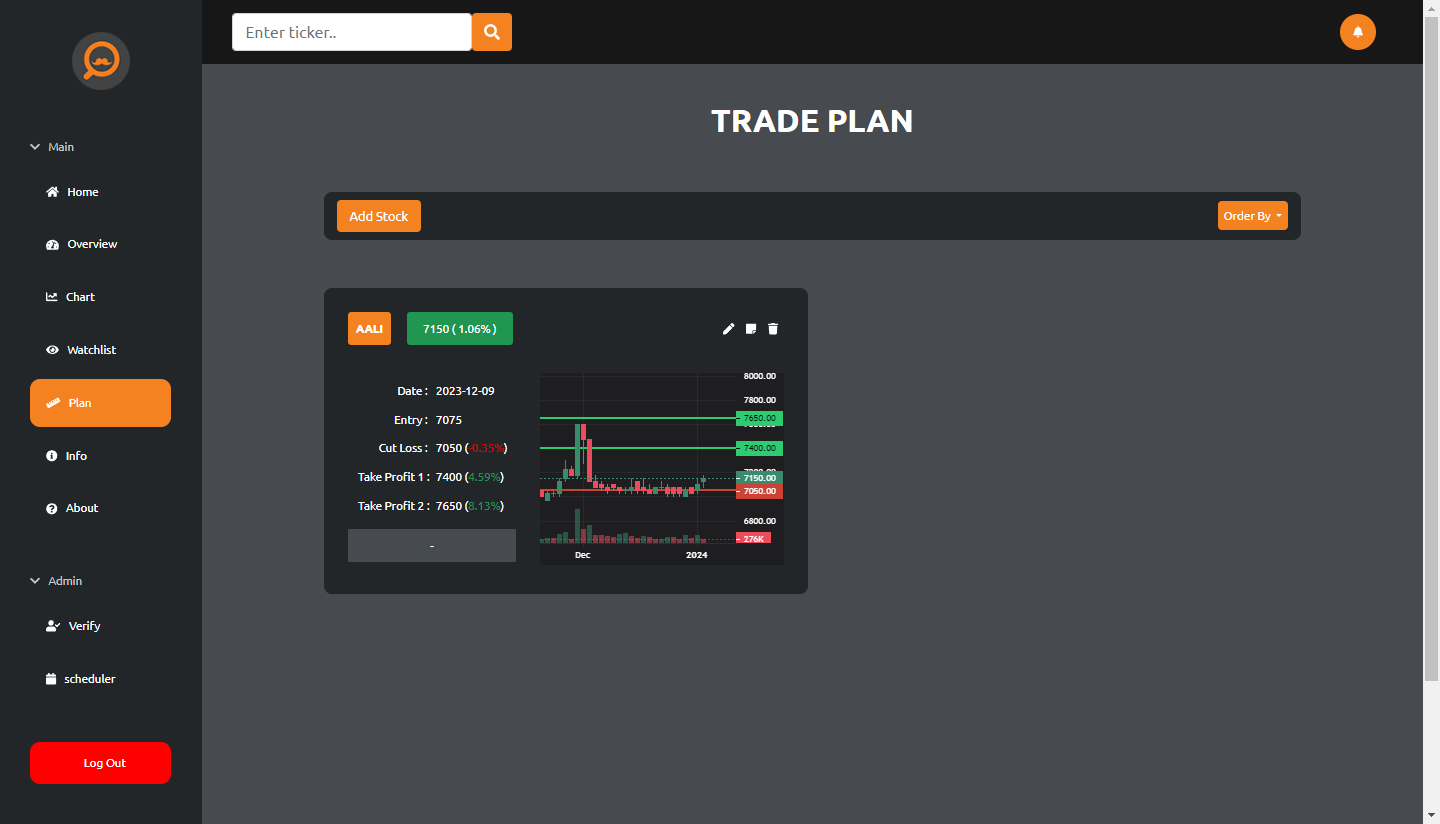 Enter ticker..
TRADE PLAN
Main
Home
Overview
Chart
Watchlist
Plan
Info
About
Admin
Verify
scheduler
Log Out
Add Stock
Order By
AALI
7150 ( 1.06% )
Date : 2023-12-09
Entry : 7075
Cut Loss : 7050 (-0.35%)
Take Profit 1 : 7400 (4.59%)
Take Profit 2 : 7650 (8.13%)
-
8000.00
7800.00
7650.00
7400.00
7150.00
7050.00
6800.00
276K
Dec
2024